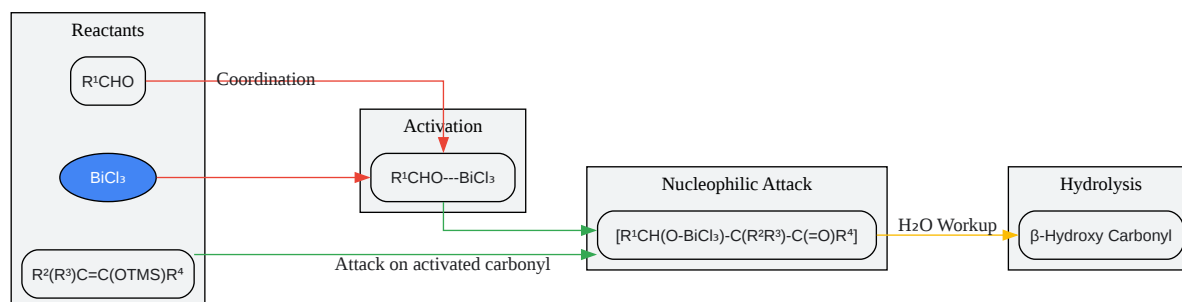 Reactants
R¹CHO
Coordination
Activation
BiCl₃
R¹CHO---BiCl₃
Nucleophilic Attack
Hydrolysis
[R¹CH(O-BiCl₃)-C(R²R³)-C(=O)R⁴]
H₂O Workup
β-Hydroxy Carbonyl
R²(R³)C=C(OTMS)R⁴
Attack on activated carbonyl